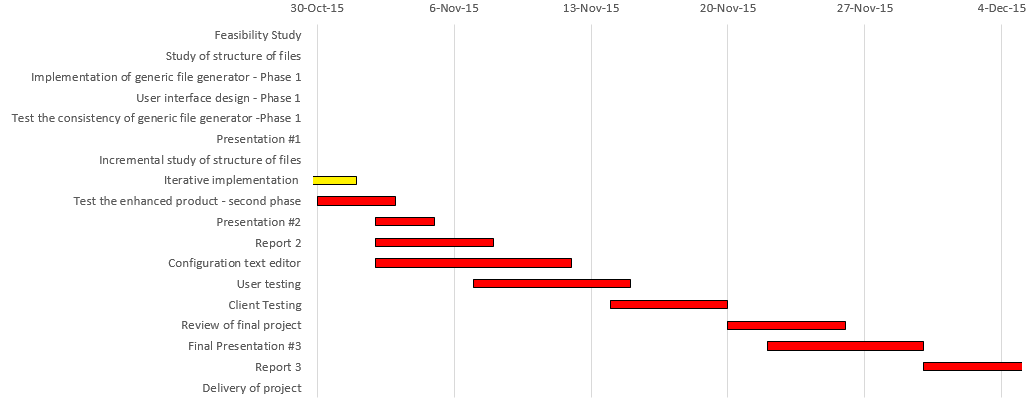 30-Oct-15 6-Nov-15 13-Nov-15 20-Nov-15 27-Nov-15 4-Dec-15
Feasibility Study
Study of structure of files
Implementation of generic file generator - Phase 1
User interface design - Phase 1
Test the consistency of generic file generator -Phase 1
Presentation #1
Incremental study of structure of files
Iterative implementation
Test the enhanced product - second phase
Presentation #2
Report 2
Configuration text editor
User testing
Client Testing
Review of final project
Final Presentation #3
Report 3
Delivery of project